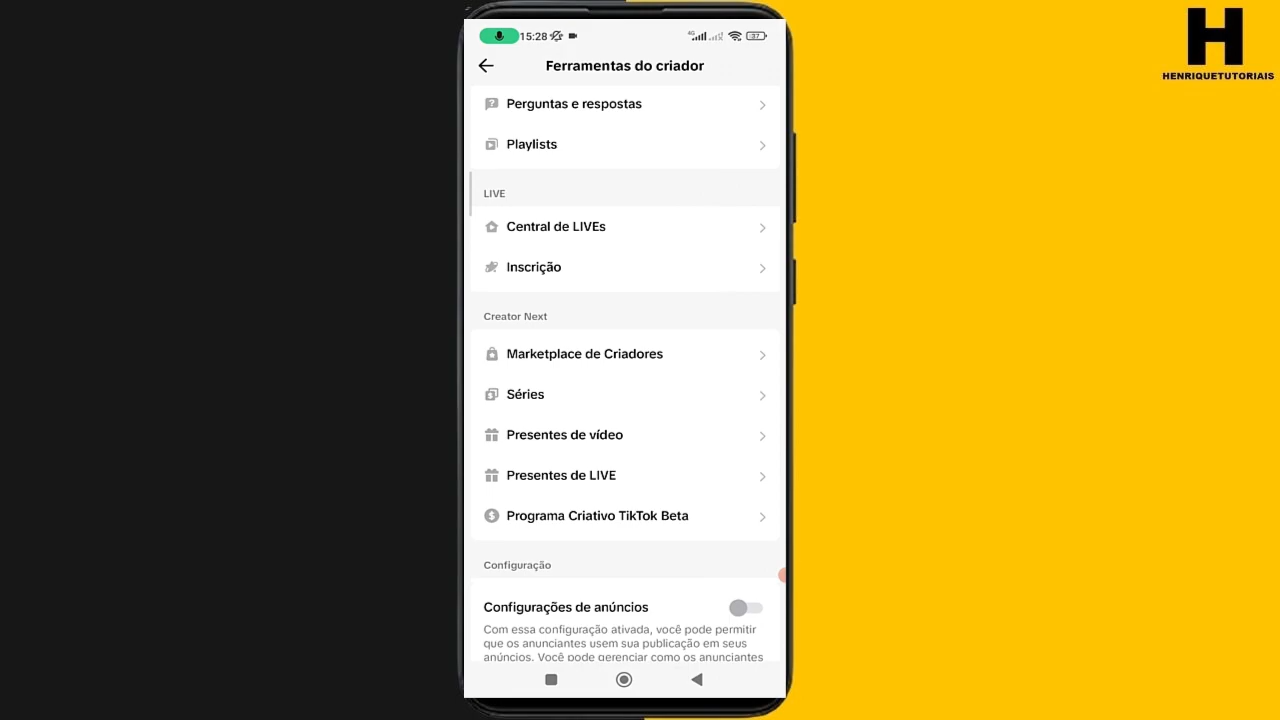 HENRIQUETUTORIAIS
15:28
4G
37
Ferramentas do criador
Perguntas e respostas
Playlists
LIVE
Central de LIVEs
Inscrição
Creator Next
Marketplace de Criadores
Séries
Presentes de vídeo
Presentes de LIVE
Programa Criativo TikTok Beta
Configuração
Configurações de anúncios
Com essa configuração ativada, você pode permitir
que os anunciantes usem sua publicação em seus
anúncios. Você pode gerenciar como os anunciantes